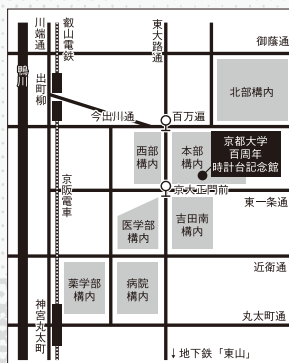 川端通
叡山電鉄
東大路通
御蔭通
鴨川
出町柳
北部構内
今出川通
百万遍
西部
構内
本部
構内
京都大学
百周年
時計台記念館
京阪電車
京大正門前
東一条通
医学部
構内
吉田南
構内
近衛通
薬学部
構内
病院
構内
神宮丸太町
丸太町通
↓地下鉄「東山」